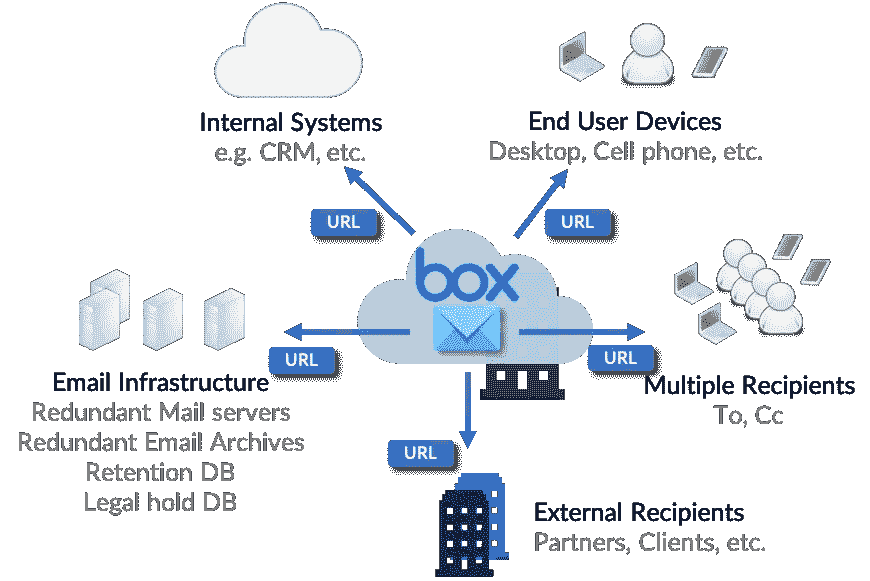 Internal Systems
e.g. CRM, etc.
End User Devices
Desktop, Cell phone, etc.
URL
URL
box
URL
URL
Email Infrastructure
Redundant Mail servers
Redundant Email Archives
Retention DB
Legal hold DB
Multiple Recipients
To, Cc
URL
External Recipients
Partners, Clients, etc.